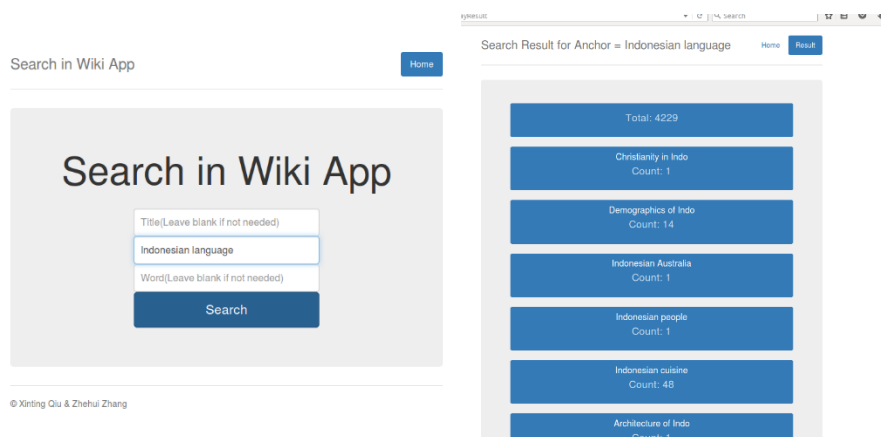 Search in Wiki App
Home
Search in Wiki App
Title(Leave blank if not needed)
Indonesian language
Word(Leave blank if not needed)
Search
© Xinting Qiu & Zhehui Zhang
Search
Search Result for Anchor = Indonesian language
Home
Result
Total: 4229
Christianity in Indo
Count: 1
Demographics of Indo
Count: 14
Indonesian Australia
Count: 1
Indonesian people
Count: 1
Indonesian cuisine
Count: 48
Architecture of Indo
Count: 1